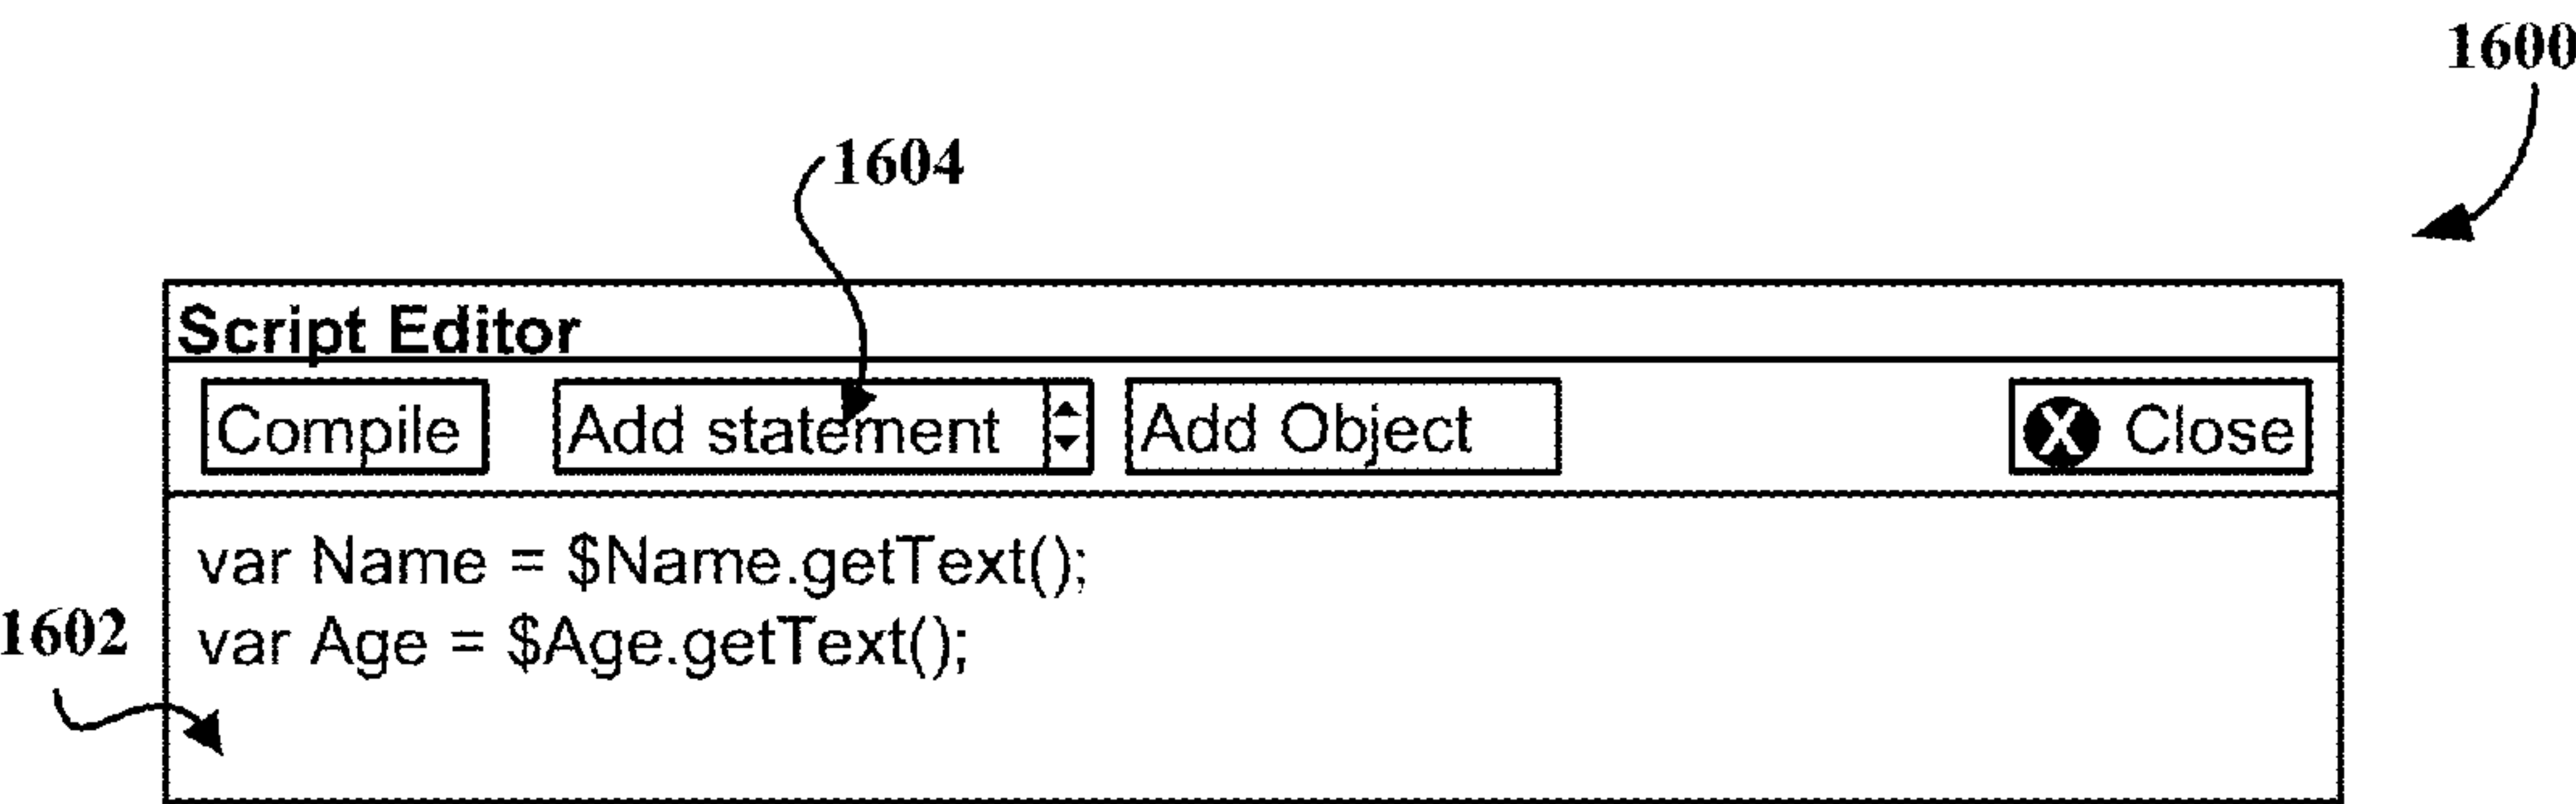 1600
1604
Script Editor
Compile Add statement Add Object X Close
var Name = $Name.getText();
var Age = $Age.getText();
1602